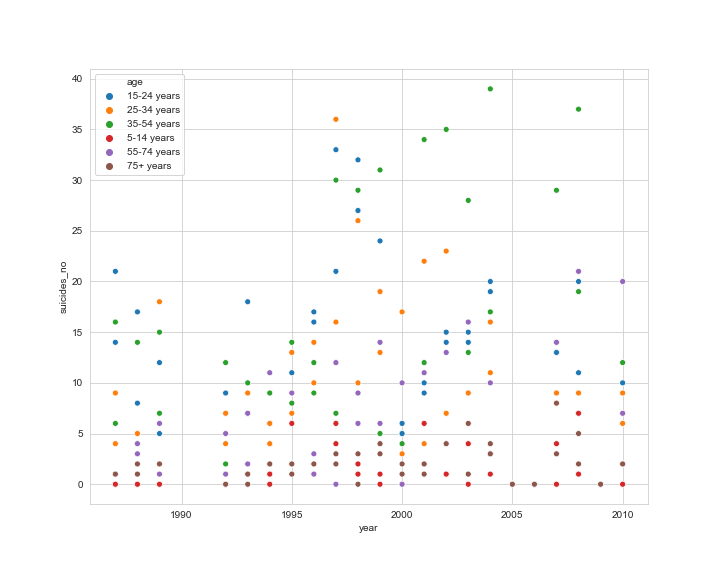 age
15-24 years
25-34 years
35-54 years
5-14 years
55-74 years
75+ years
40
35
30
25
20
15
10
5
0
suicides_no
1990 1995 2000 2005 2010
year